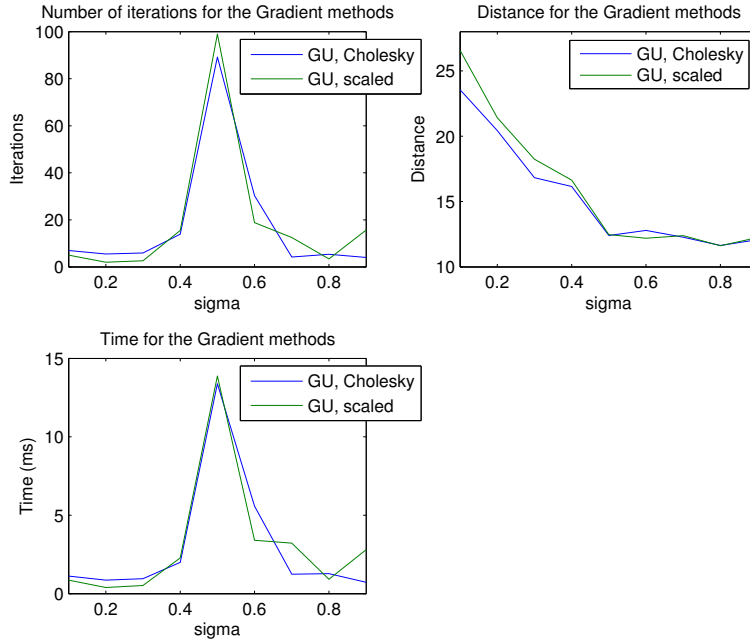 Number of iterations for the Gradient methods
100
80
60
40
20
0
Iterations
GU, Cholesky
GU, scaled
0.2
0.4
0.6
0.8
sigma
Distance for the Gradient methods
25
20
15
10
Distance
GU, Cholesky
GU, scaled
0.2
0.4
0.6
0.8
sigma
Time for the Gradient methods
15
10
5
0
Time (ms)
GU, Cholesky
GU, scaled
0.2
0.4
0.6
0.8
sigma